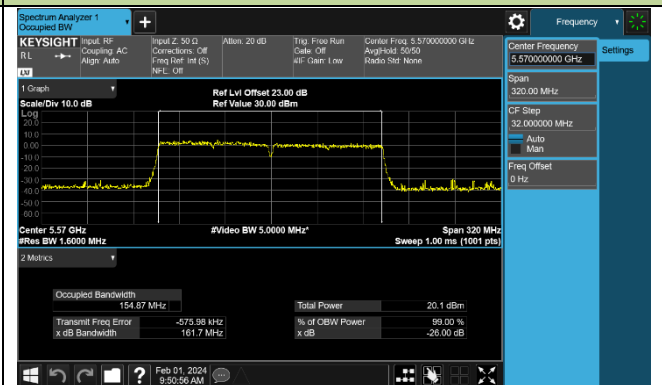 Spectrum Analyzer 1
Occupied BW
Frequency
KEYSIGHT
RL
LXI
Input: RF
Coupling: AC
Align: Auto
Input Z: 50 Ω
Corrections: Off
Freq Ref: Int (S)
NFE: Off
Atten: 20 dB
Trig: Free Run
Gate: Off
#IF Gain: Low
Center Freq: 5.570000000 GHz
Avg|Hold: 50/50
Radio Std: None
Center Frequency
5.570000000 GHz
Settings
Span
320.00 MHz
CF Step
32.000000 MHz
Auto
Man
Freq Offset
0 Hz
1 Graph
Scale/Div 10.0 dB
Ref Lvl Offset 23.00 dB
Ref Value 30.00 dBm
Log
20.0
10.0
0.00
-10.0
-20.0
-30.0
-40.0
-50.0
-60.0
Center 5.57 GHz
#Res BW 1.6000 MHz
#Video BW 5.0000 MHz*
Span 320 MHz
Sweep 1.00 ms (1001 pts)
2 Metrics
Occupied Bandwidth
154.87 MHz
Total Power 20.1 dBm
Transmit Freq Error -575.98 kHz
% of OBW Power 99.00 %
x dB Bandwidth 161.7 MHz
x dB -26.00 dB
?
Feb 01, 2024
9:50:56 AM